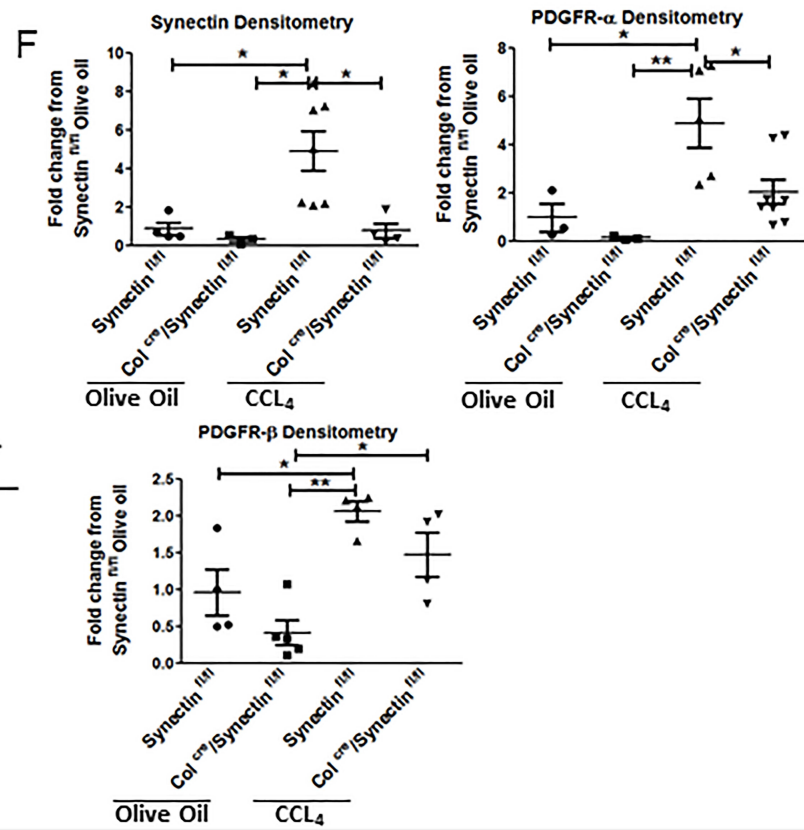 F
Synectin Densitometry
Fold change from
Synectin fl/fl Olive oil
10
8
6
4
2
0
*
*
*
Synectin fl/fl
Col cre/Synectin fl/fl
Synectin fl/fl
Col cre/Synectin fl/fl
Olive Oil
CCL4
PDGFR-α Densitometry
Fold change from
Synectin fl/fl Olive oil
8
6
4
2
0
*
**
*
Synectin fl/fl
Col cre/Synectin fl/fl
Synectin fl/fl
Col cre/Synectin fl/fl
Olive Oil
CCL4
PDGFR-β Densitometry
Fold change from
Synectin fl/fl Olive oil
2.5
2.0
1.5
1.0
0.5
0.0
*
*
**
Synectin fl/fl
Col cre/Synectin fl/fl
Synectin fl/fl
Col cre/Synectin fl/fl
Olive Oil
CCL4